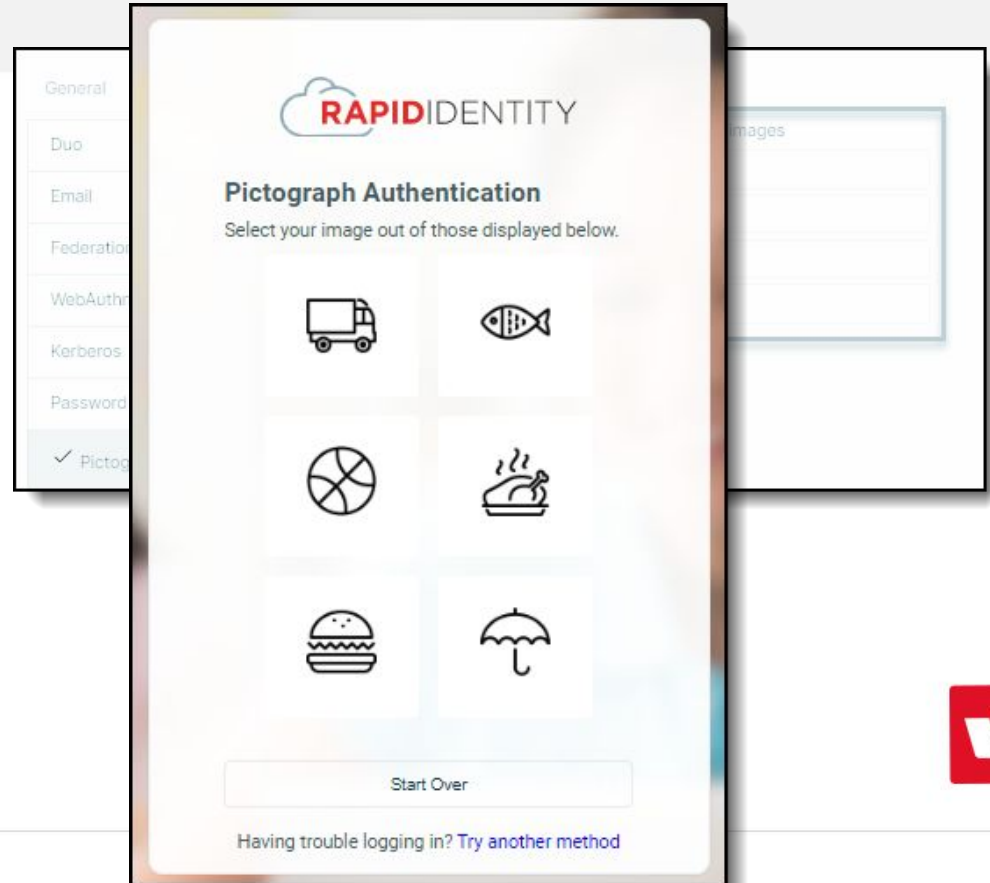 General
Duo
Email
Federation
WebAuthn
Kerberos
Password
Pictog
images
RAPIDIDENTITY
Pictograph Authentication
Select your image out of those displayed below.
Start Over
Having trouble logging in? Try another method